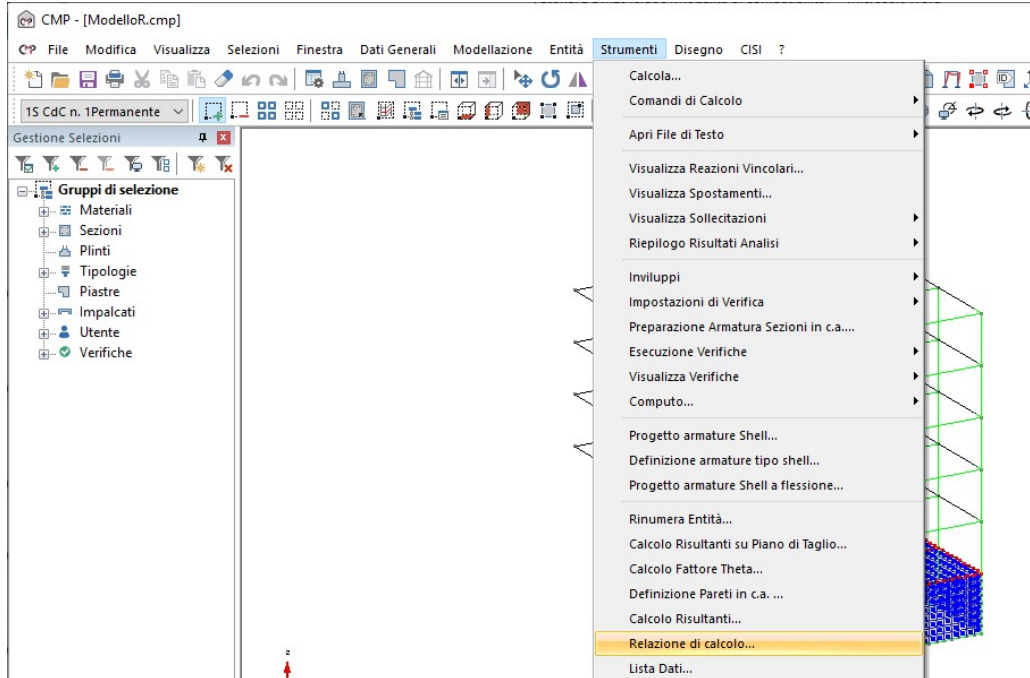 CMP - [ModelloR.cmp]
CMP File Modifica Visualizza Selezioni Finestra Dati Generali Modellazione Entità Strumenti Disegno CISI ?
1S CdC n. 1Permanente
Gestione Selezioni
Gruppi di selezione
Materiali
Sezioni
Plinti
Tipologie
Piastre
Impalcati
Utente
Verifiche
Calcola...
Comandi di Calcolo
Apri File di Testo
Visualizza Reazioni Vincolari...
Visualizza Spostamenti...
Visualizza Sollecitazioni
Riepilogo Risultati Analisi
Inviluppi
Impostazioni di Verifica
Preparazione Armatura Sezioni in c.a....
Esecuzione Verifiche
Visualizza Verifiche
Computo...
Progetto armature Shell...
Definizione armature tipo shell...
Progetto armature Shell a flessione...
Rinumera Entità...
Calcolo Risultanti su Piano di Taglio...
Calcolo Fattore Theta...
Definizione Pareti in c.a. ...
Calcolo Risultanti...
Relazione di calcolo...
Lista Dati...
z